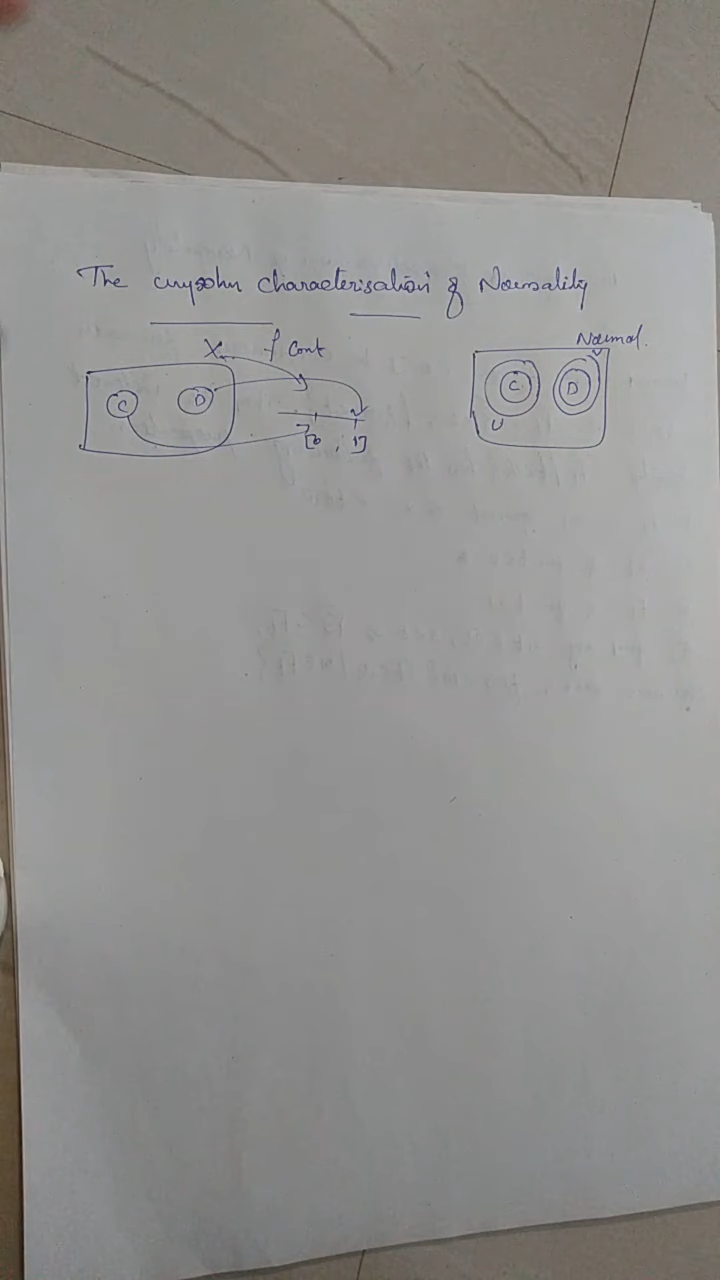 The urysohn characterisation of Normality
X f Cont
Normal.
C D
C D
[0 , 1]
U V